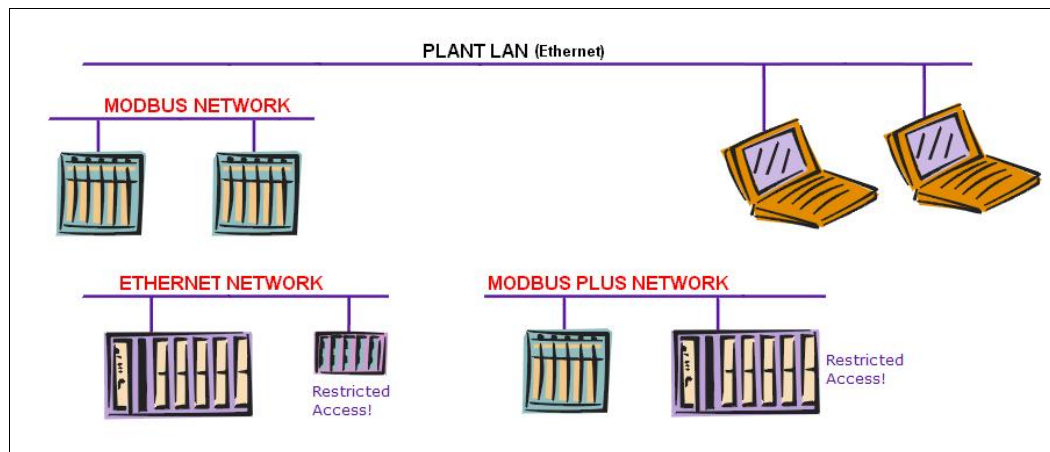 PLANT LAN (Ethernet)
MODBUS NETWORK
ETHERNET NETWORK
MODBUS PLUS NETWORK
Restricted
Access!
Restricted
Access!